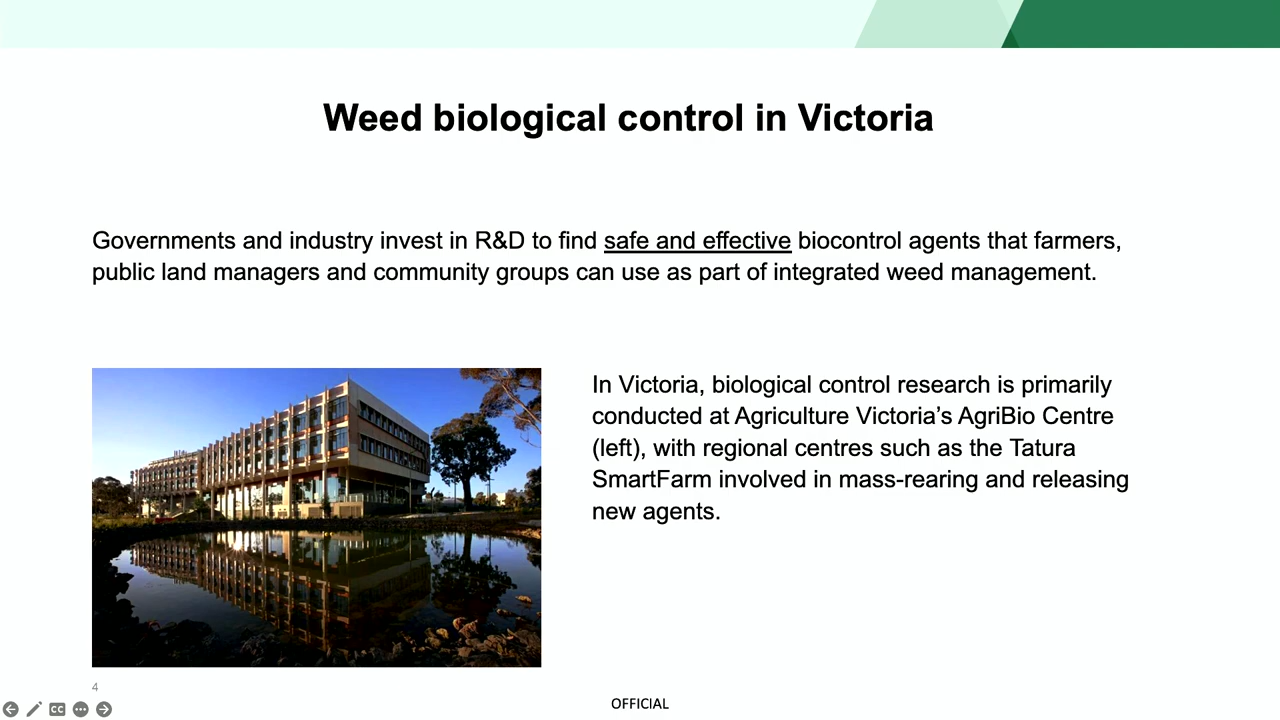 Weed biological control in Victoria
Governments and industry invest in R&D to find safe and effective biocontrol agents that farmers,
public land managers and community groups can use as part of integrated weed management.
In Victoria, biological control research is primarily
conducted at Agriculture Victoria’s AgriBio Centre
(left), with regional centres such as the Tatura
SmartFarm involved in mass-rearing and releasing
new agents.
4
CC
OFFICIAL